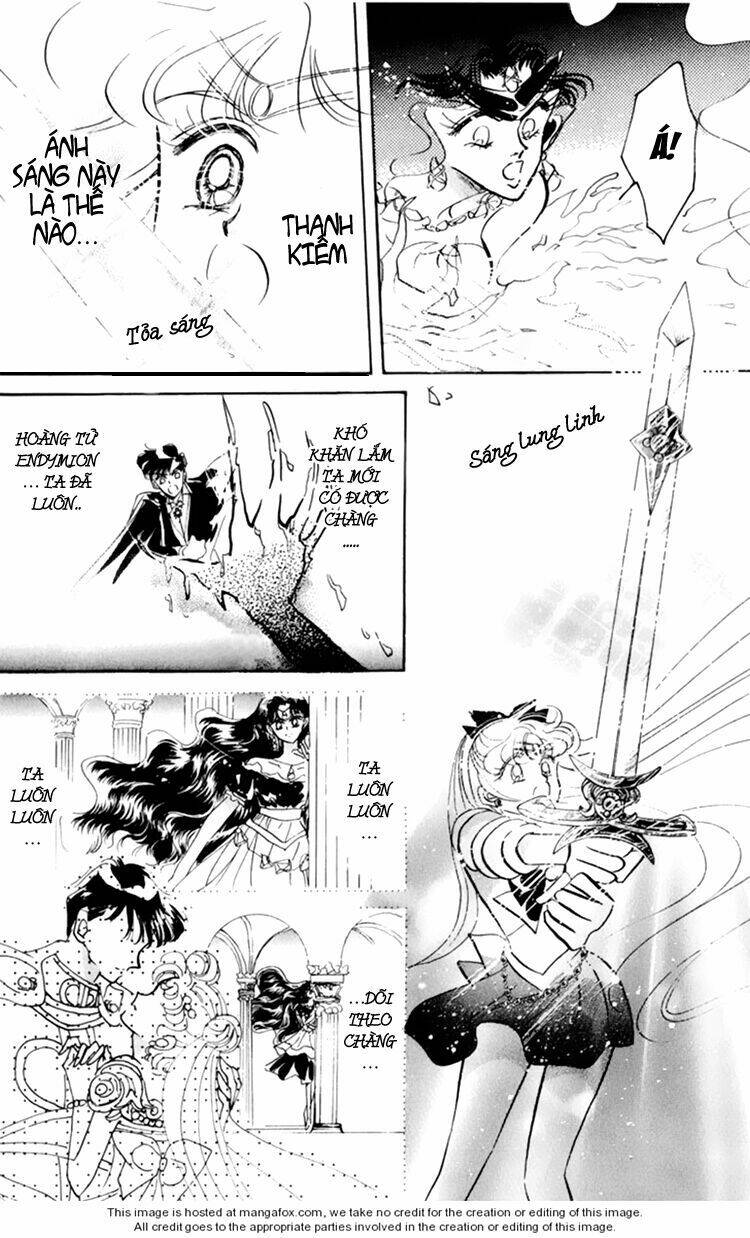 ÁNH
SÁNG NÀY
LÀ THẾ
NÀO...
THANH
KIẾM
Tỏa sáng
Á!
Sáng lung linh
HOÀNG TỬ
ENDYMION
... TA ĐÃ
LUÔN..
KHÓ
KHĂN LẮM
TA MỚI
CÓ ĐƯỢC
CHÀNG
.....
TA
LUÔN
LUÔN
...
TA
LUÔN
LUÔN
...
...DÕI
THEO
CHÀNG
...
This image is hosted at mangafox.com, we take no credit for the creation or editing of this image.
All credit goes to the appropriate parties involved in the creation or editing of this image.